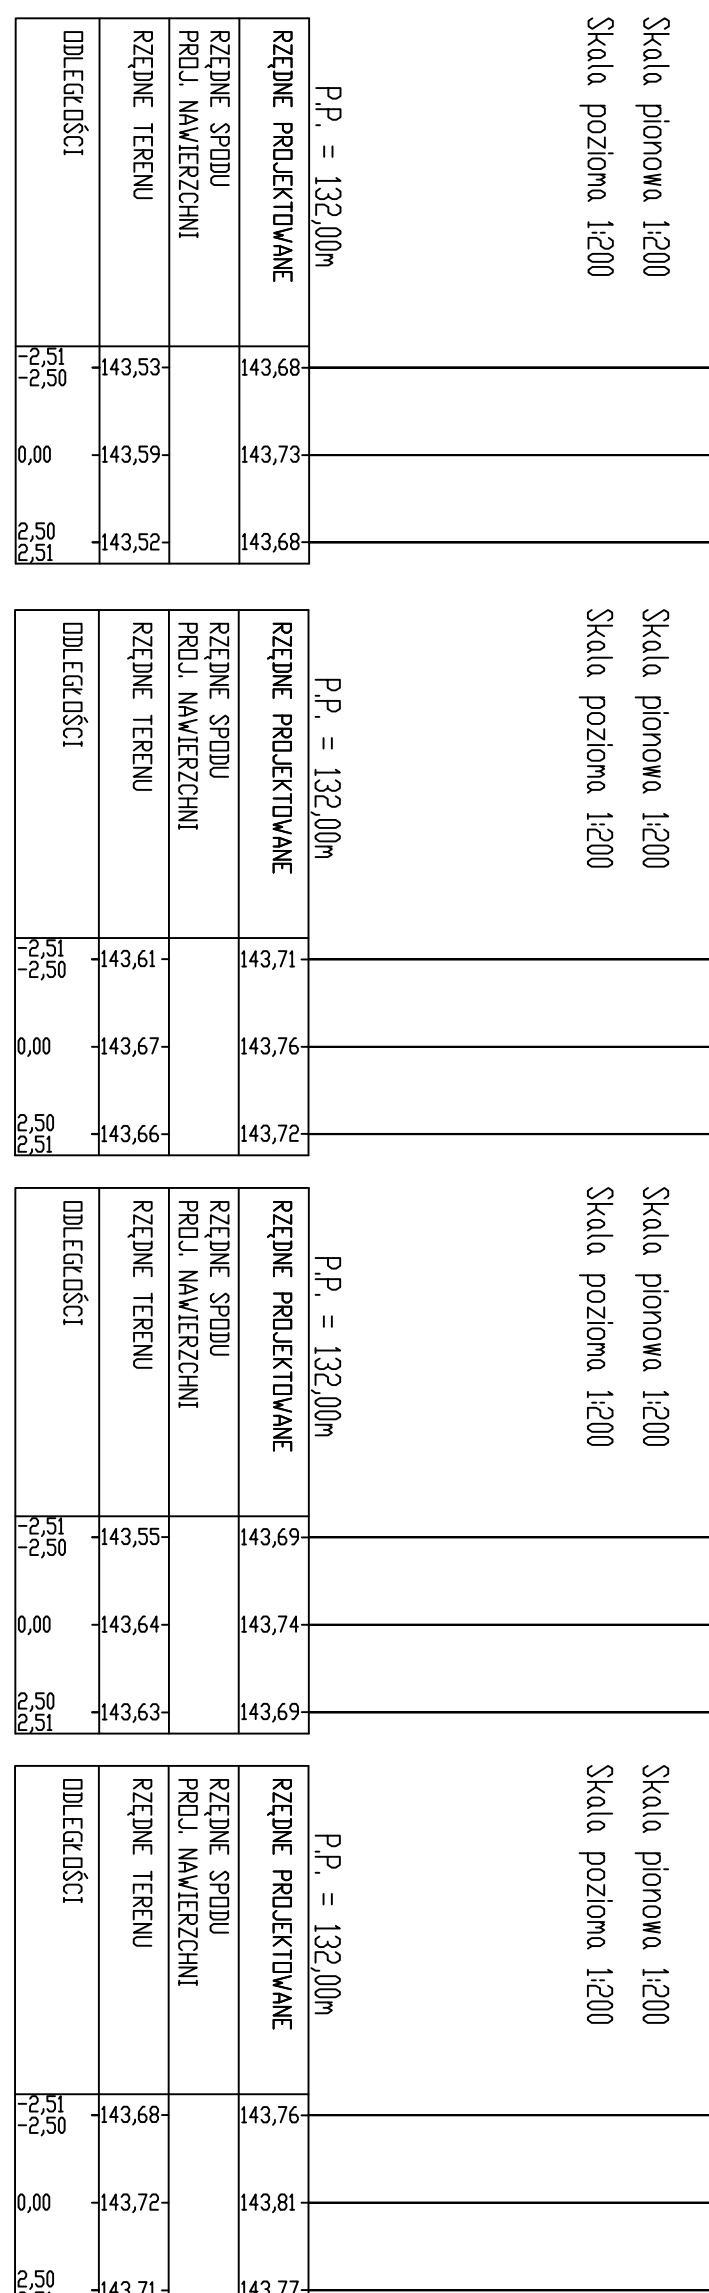 Skala pionowa 1:200
Skala pozioma 1:200
P.P. = 132,00m
RZĘDNE PROJEKTOWANE
143,68
143,73
143,68
RZĘDNE SPODU
PROJ. NAWIERZCHNI
RZĘDNE TERENU
143,53
143,59
143,52
ODLEGŁOŚCI
-2,51
-2,50
0,00
2,50
2,51
Skala pionowa 1:200
Skala pozioma 1:200
P.P. = 132,00m
RZĘDNE PROJEKTOWANE
143,71
143,76
143,72
RZĘDNE SPODU
PROJ. NAWIERZCHNI
RZĘDNE TERENU
143,61
143,67
143,66
ODLEGŁOŚCI
-2,51
-2,50
0,00
2,50
2,51
Skala pionowa 1:200
Skala pozioma 1:200
P.P. = 132,00m
RZĘDNE PROJEKTOWANE
143,69
143,74
143,69
RZĘDNE SPODU
PROJ. NAWIERZCHNI
RZĘDNE TERENU
143,55
143,64
143,63
ODLEGŁOŚCI
-2,51
-2,50
0,00
2,50
2,51
Skala pionowa 1:200
Skala pozioma 1:200
P.P. = 132,00m
RZĘDNE PROJEKTOWANE
143,76
143,81
143,77
RZĘDNE SPODU
PROJ. NAWIERZCHNI
RZĘDNE TERENU
143,68
143,72
143,71
ODLEGŁOŚCI
-2,51
-2,50
0,00
2,50